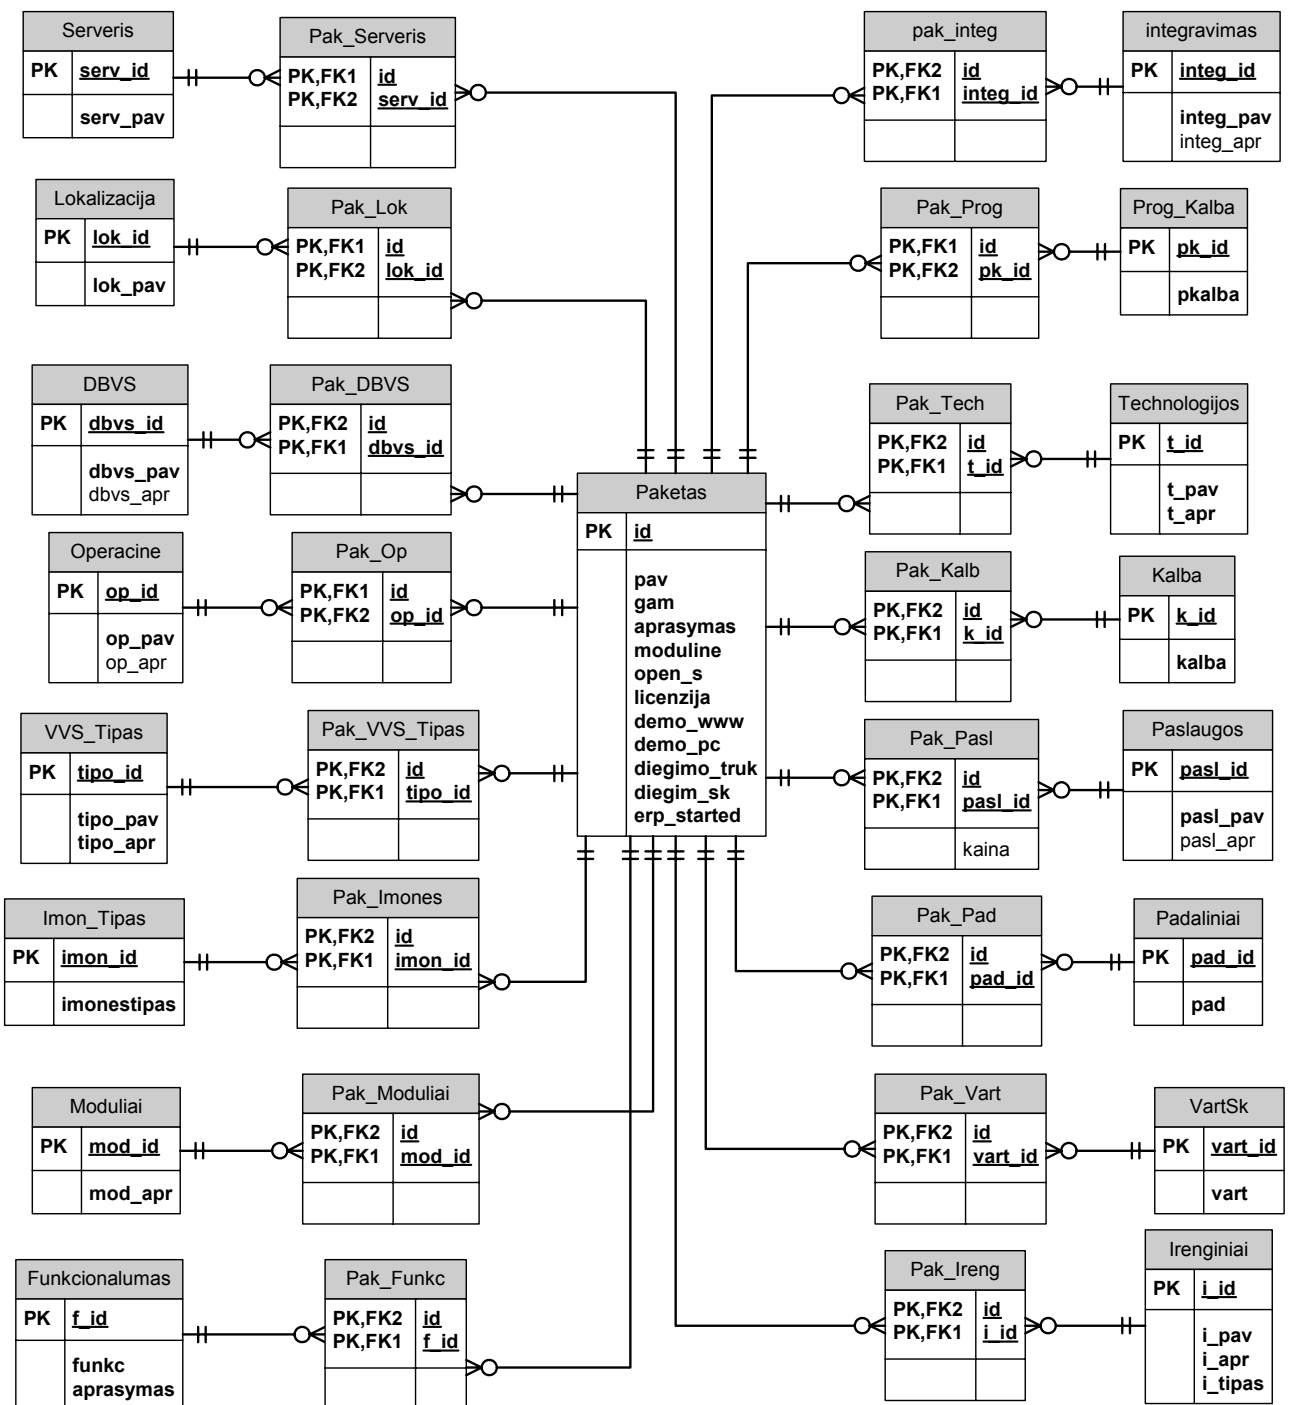 Serveris
PK serv_id
serv_pav
Pak_Serveris
PK,FK1 id
PK,FK2 serv_id
pak_integ
PK,FK2 id
PK,FK1 integ_id
integravimas
PK integ_id
integ_pav
integ_apr
Lokalizacija
PK lok_id
lok_pav
Pak_Lok
PK,FK1 id
PK,FK2 lok_id
Pak_Prog
PK,FK1 id
PK,FK2 pk_id
Prog_Kalba
PK pk_id
pkalba
DBVS
PK dbvs_id
dbvs_pav
dbvs_apr
Pak_DBVS
PK,FK2 id
PK,FK1 dbvs_id
Pak_Tech
PK,FK2 id
PK,FK1 t_id
Technologijos
PK t_id
t_pav
t_apr
Paketas
PK id
pav
gam
aprasymas
moduline
open_s
licenzija
demo_www
demo_pc
diegimo_truk
diegim_sk
erp_started
Operacine
PK op_id
op_pav
op_apr
Pak_Op
PK,FK1 id
PK,FK2 op_id
Pak_Kalb
PK,FK2 id
PK,FK1 k_id
Kalba
PK k_id
kalba
VVS_Tipas
PK tipo_id
tipo_pav
tipo_apr
Pak_VVS_Tipas
PK,FK2 id
PK,FK1 tipo_id
Pak_Pasl
PK,FK2 id
PK,FK1 pasl_id
kaina
Paslaugos
PK pasl_id
pasl_pav
pasl_apr
Imon_Tipas
PK imon_id
imonestipas
Pak_Imones
PK,FK2 id
PK,FK1 imon_id
Pak_Pad
PK,FK2 id
PK,FK1 pad_id
Padaliniai
PK pad_id
pad
Moduliai
PK mod_id
mod_apr
Pak_Moduliai
PK,FK2 id
PK,FK1 mod_id
Pak_Vart
PK,FK2 id
PK,FK1 vart_id
VartSk
PK vart_id
vart
Funkcionalumas
PK f_id
funkc
aprasymas
Pak_Funkc
PK,FK2 id
PK,FK1 f_id
Pak_Ireng
PK,FK2 id
PK,FK1 i_id
Irenginiai
PK i_id
i_pav
i_apr
i_tipas